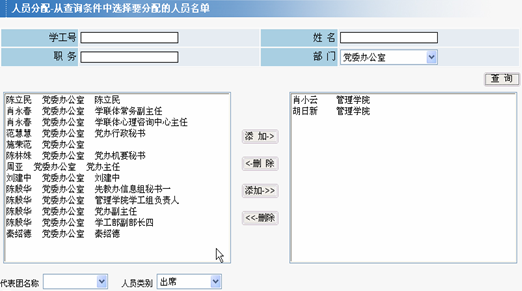 人员分配-从查询条件中选择要分配的人员名单
学工号 姓 名
职 务 部 门 党委办公室
查 询
陈立民 党委办公室 陈立民
肖永春 党委办公室 学联体常务副主任
肖永春 党委办公室 学联体心理咨询中心主任
范慧慧 党委办公室 党办行政秘书
施荣范 党委办公室
陈林姝 党委办公室 党办机要秘书
周亚 党委办公室 党办主任
刘建中 党委办公室 刘建中
陈殷华 党委办公室 先教办信息组秘书一
陈殷华 党委办公室 管理学院学工组负责人
陈殷华 党委办公室 党办副主任
陈殷华 党委办公室 学工部副部长四
秦绍德 党委办公室 秦绍德
添 加->
<-删 除
添加->>
<<-删除
肖小云 管理学院
胡日新 管理学院
代表团名称 人员类别 出席